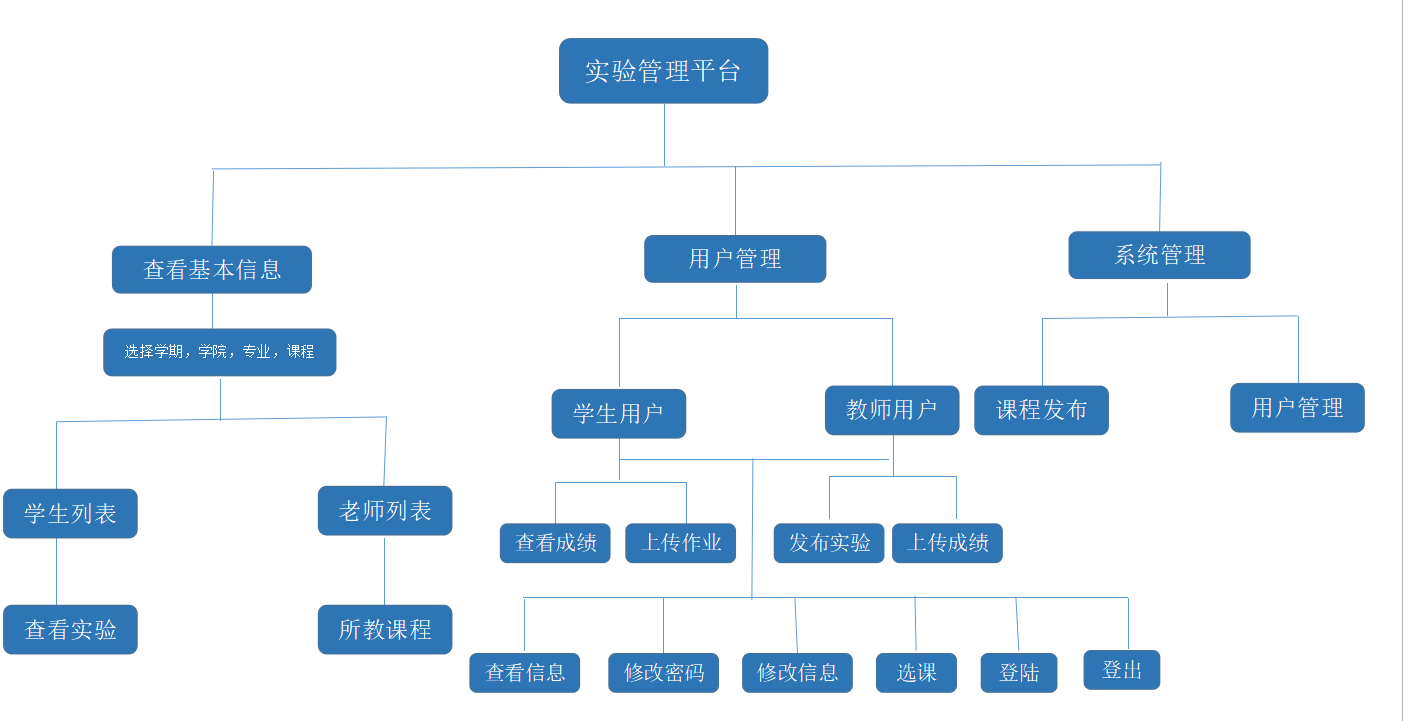 实验管理平台
查看基本信息
用户管理
系统管理
选择学期，学院，专业，课程
学生用户
教师用户
课程发布
用户管理
学生列表
老师列表
查看成绩
上传作业
发布实验
上传成绩
查看实验
所教课程
查看信息
修改密码
修改信息
选课
登陆
登出